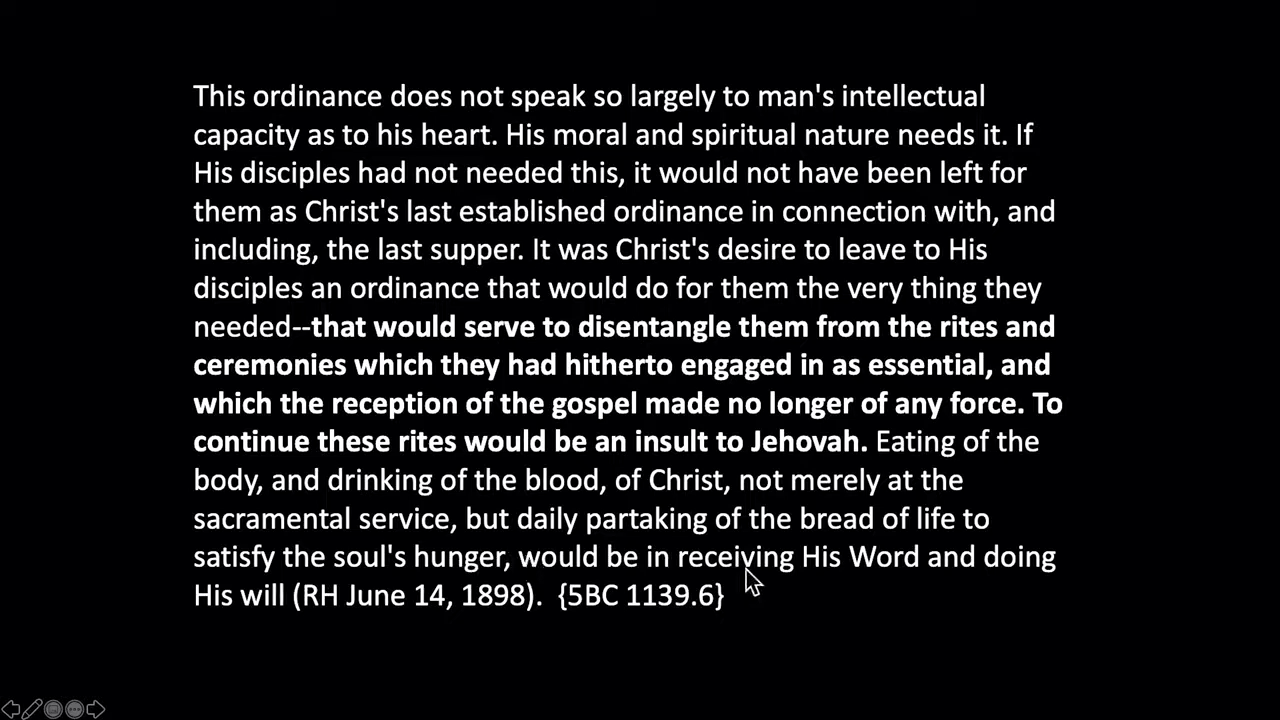 This ordinance does not speak so largely to man's intellectual
capacity as to his heart. His moral and spiritual nature needs it. If
His disciples had not needed this, it would not have been left for
them as Christ's last established ordinance in connection with, and
including, the last supper. It was Christ's desire to leave to His
disciples an ordinance that would do for them the very thing they
needed--that would serve to disentangle them from the rites and
ceremonies which they had hitherto engaged in as essential, and
which the reception of the gospel made no longer of any force. To
continue these rites would be an insult to Jehovah. Eating of the
body, and drinking of the blood, of Christ, not merely at the
sacramental service, but daily partaking of the bread of life to
satisfy the soul's hunger, would be in receiving His Word and doing
His will (RH June 14, 1898).  {5BC 1139.6}